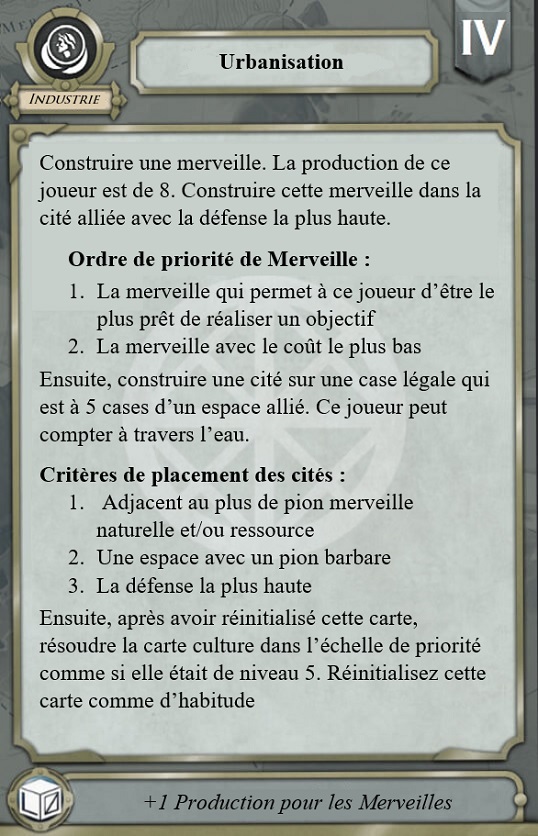 IV
Urbanisation
INDUSTRIE
Construire une merveille. La production de ce
joueur est de 8. Construire cette merveille dans la
cité alliée avec la défense la plus haute.
Ordre de priorité de Merveille :
1. La merveille qui permet à ce joueur d’être le
plus prêt de réaliser un objectif
2. La merveille avec le coût le plus bas
Ensuite, construire une cité sur une case légale qui
est à 5 cases d’un espace allié. Ce joueur peut
compter à travers l’eau.
Critères de placement des cités :
1. Adjacent au plus de pion merveille
naturelle et/ou ressource
2. Une espace avec un pion barbare
3. La défense la plus haute
Ensuite, après avoir réinitialisé cette carte,
résoudre la carte culture dans l’échelle de priorité
comme si elle était de niveau 5. Réinitialisez cette
carte comme d’habitude
+1 Production pour les Merveilles